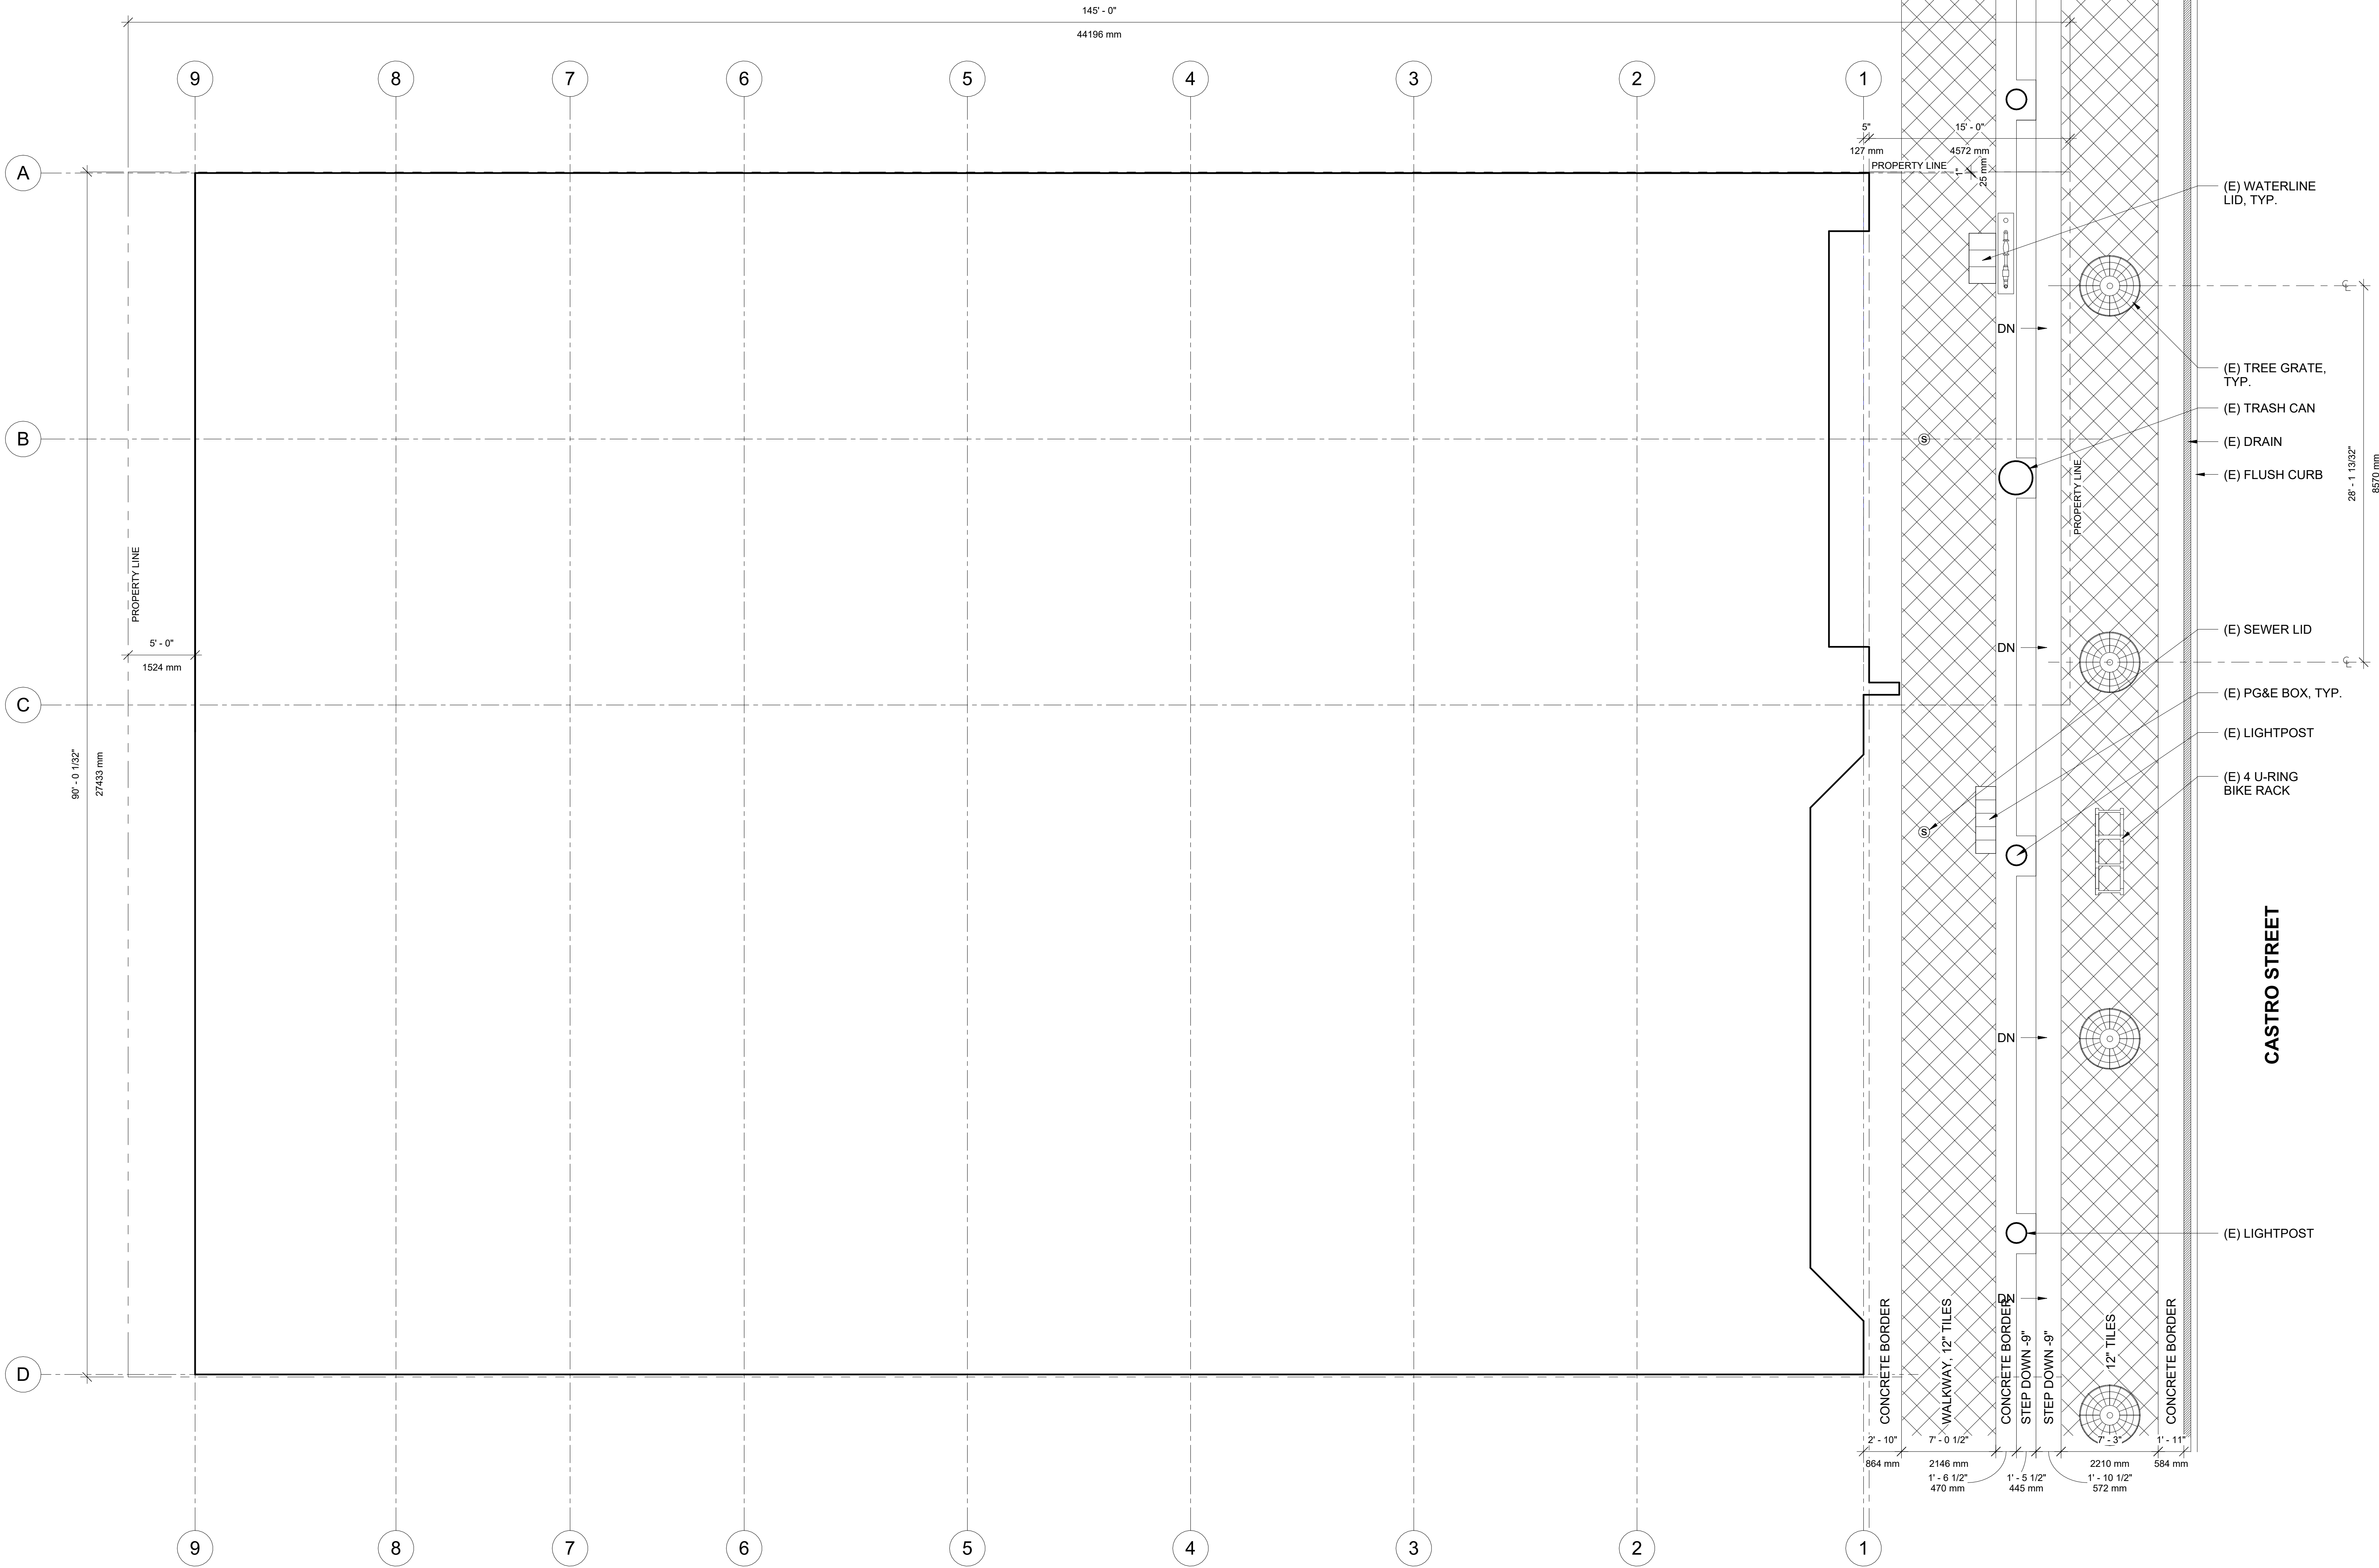 145' - 0"
44196 mm
9
8
7
6
5
4
3
2
1
5"
15' - 0"
127 mm
4572 mm
PROPERTY LINE
1"
25 mm
A
(E) WATERLINE
LID, TYP.
DN
(E) TREE GRATE,
TYP.
(E) TRASH CAN
B
S
(E) DRAIN
(E) FLUSH CURB
28' - 1 13/32"
8570 mm
PROPERTY LINE
PROPERTY LINE
5' - 0"
1524 mm
(E) SEWER LID
DN
(E) PG&E BOX, TYP.
C
(E) LIGHTPOST
90' - 0 1/32"
27433 mm
(E) 4 U-RING
BIKE RACK
S
CASTRO STREET
DN
(E) LIGHTPOST
DN
D
CONCRETE BORDER
WALKWAY, 12" TILES
CONCRETE BORDER
STEP DOWN -9"
STEP DOWN -9"
12" TILES
CONCRETE BORDER
2' - 10"
7' - 0 1/2"
7' - 3"
1' - 11"
864 mm
2146 mm
2210 mm
584 mm
1' - 6 1/2"
1' - 5 1/2"
1' - 10 1/2"
470 mm
445 mm
572 mm
9
8
7
6
5
4
3
2
1